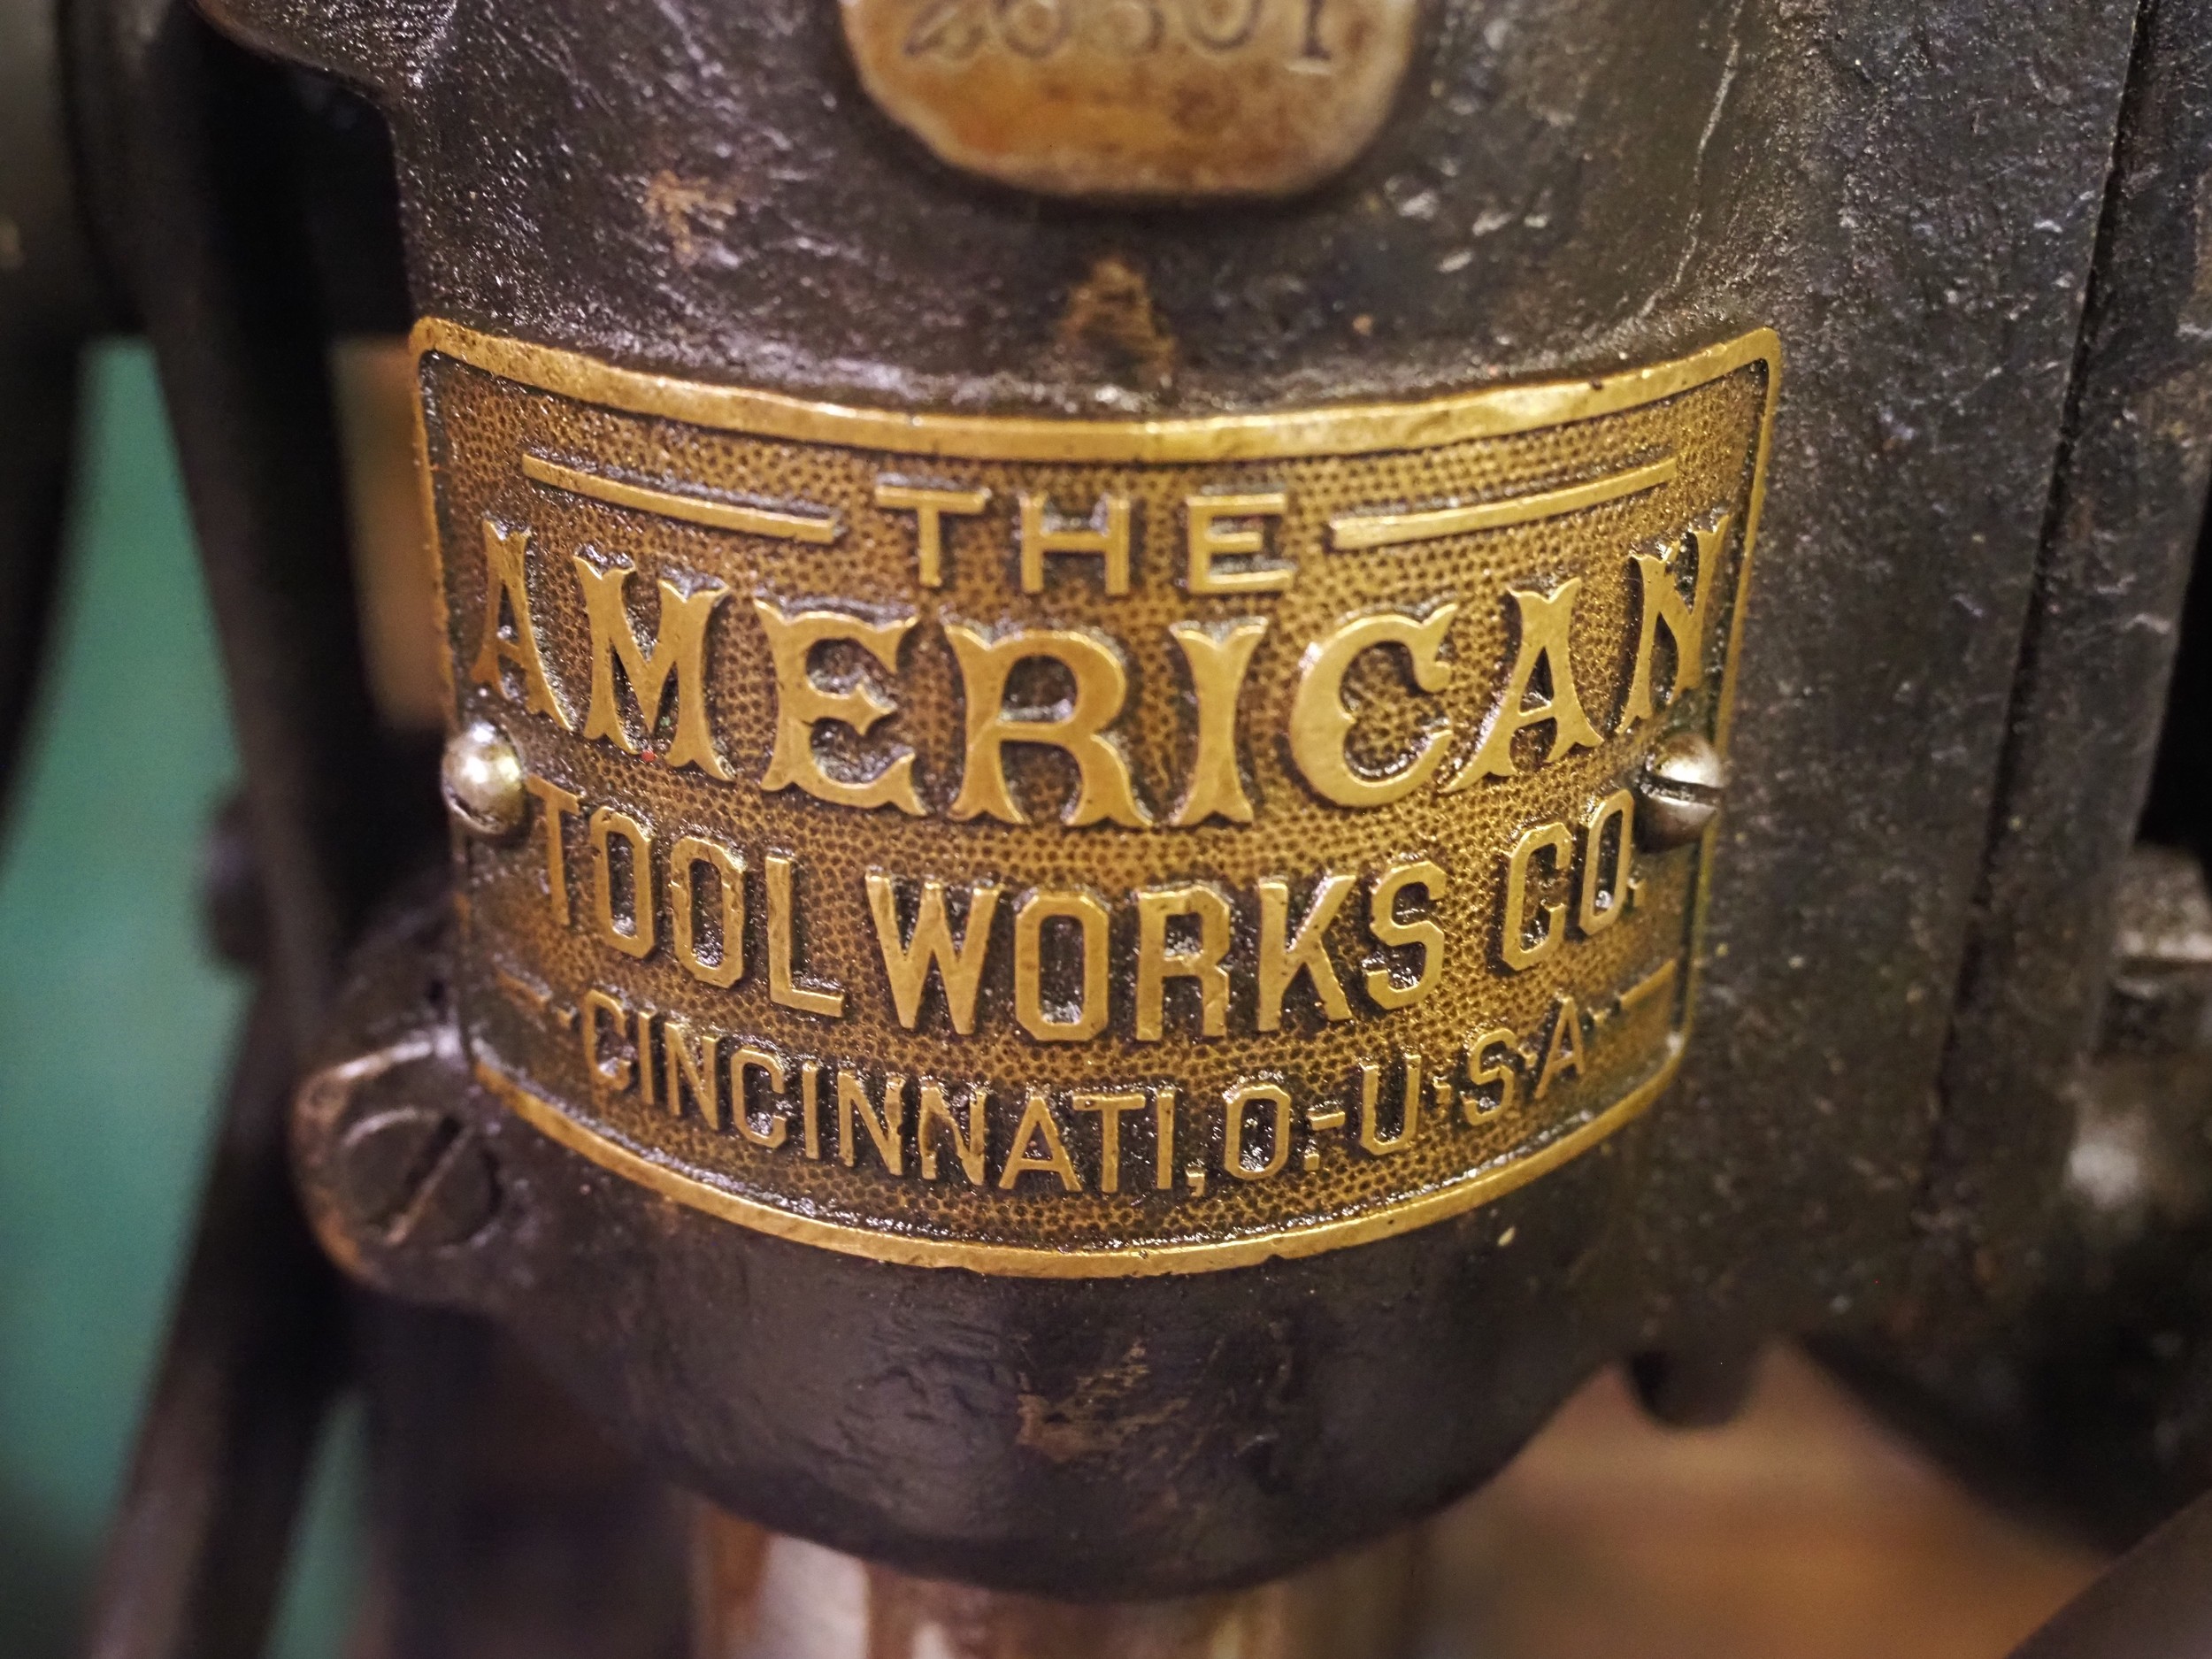 THE
AMERICAN
TOOL WORKS CO.
CINCINNATI, O.-U·S·A·